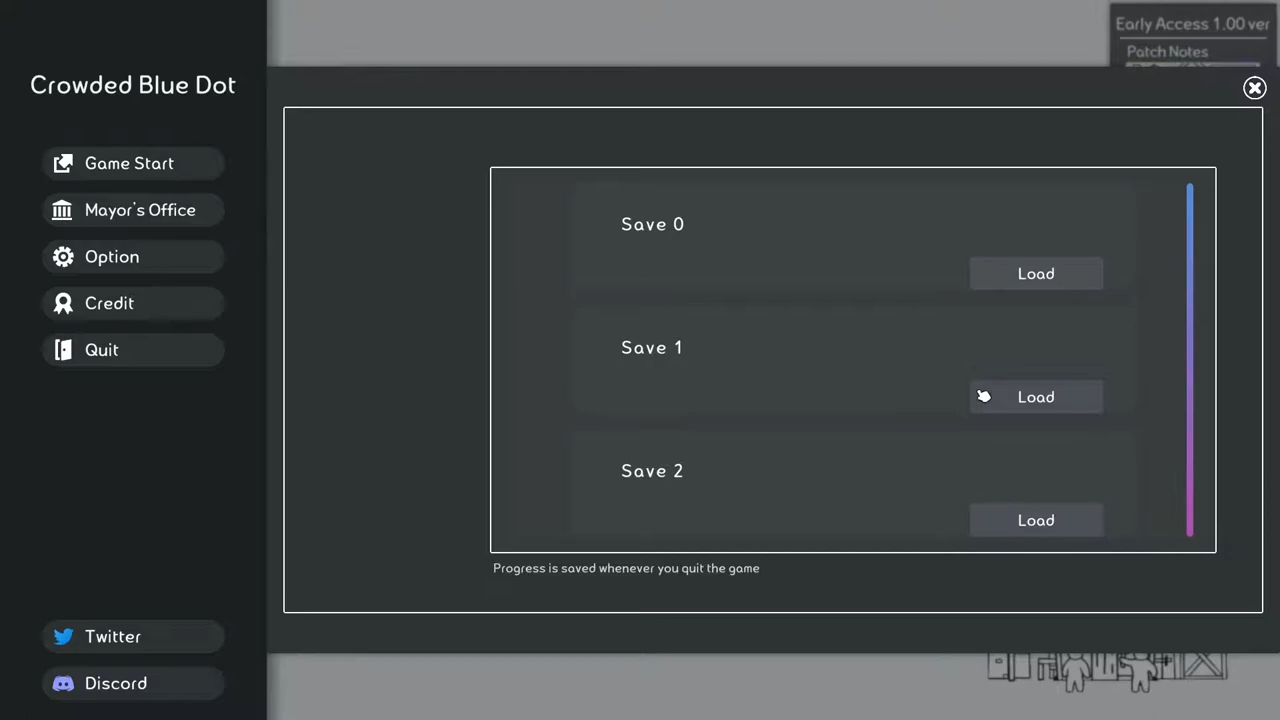 Early Access 1.00 ver
Patch Notes
Crowded Blue Dot
Game Start
Mayor's Office
Option
Credit
Quit
Save 0
Load
Save 1
Load
Save 2
Load
Progress is saved whenever you quit the game
Twitter
Discord